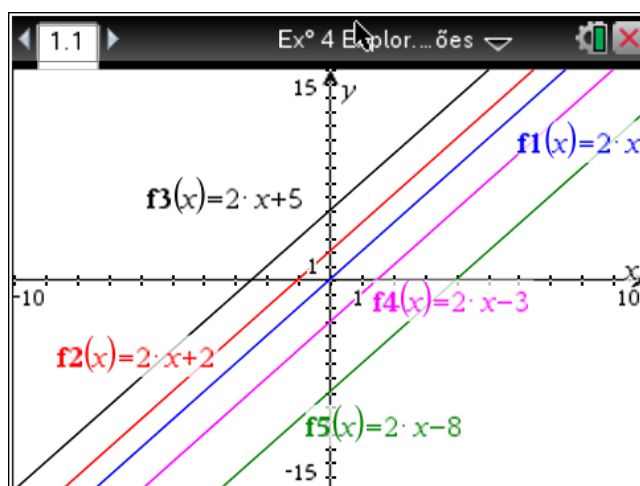 1.1
Exº 4 Explor....ões
15
y
f1(x)=2·x
f3(x)=2·x+5
1
x
-10
1
10
f4(x)=2·x-3
f2(x)=2·x+2
f5(x)=2·x-8
-15